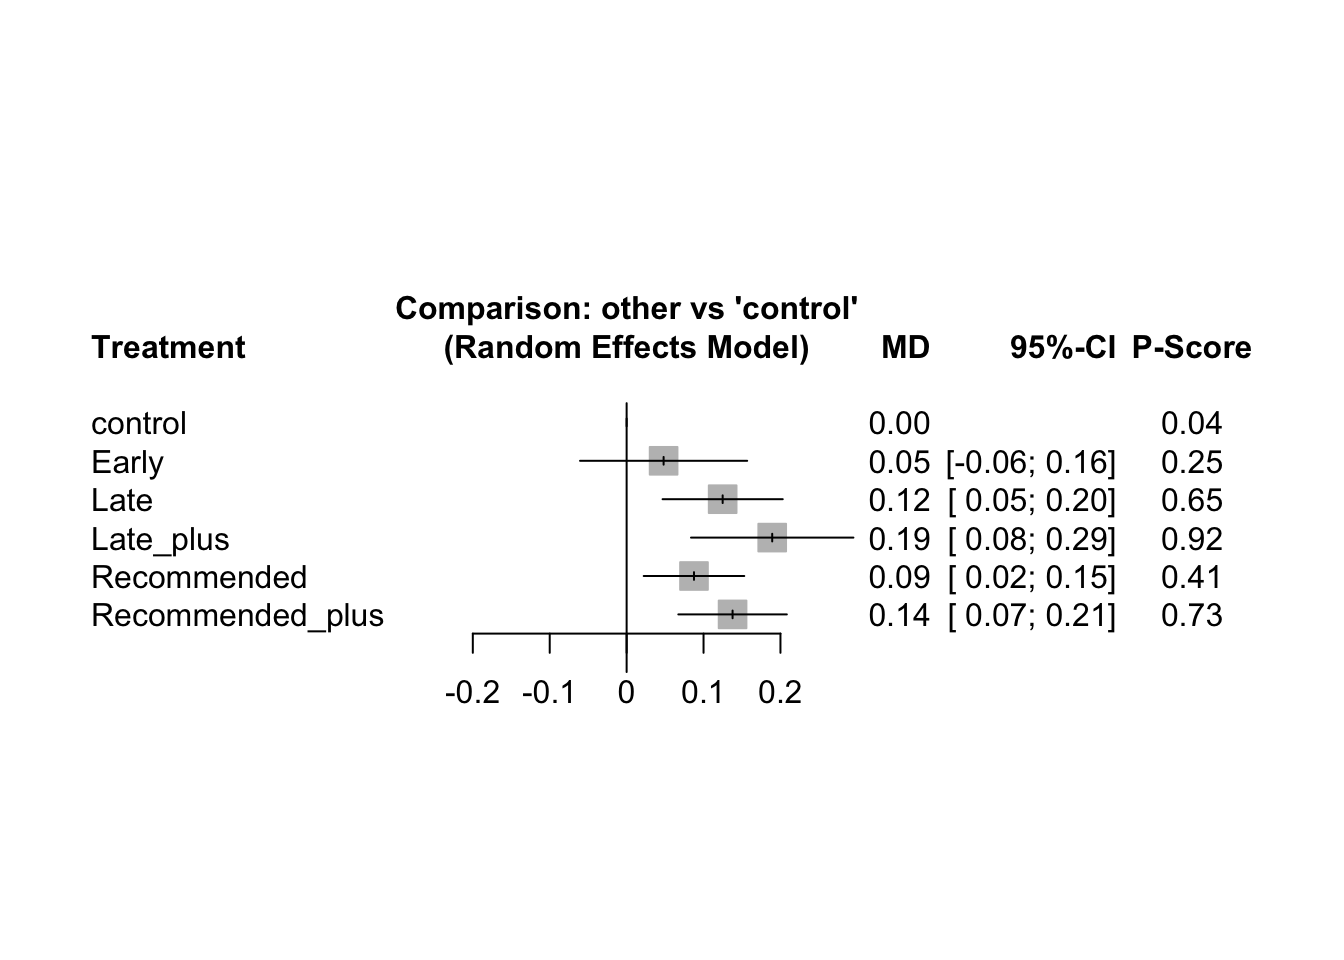 Comparison: other vs 'control'
Treatment (Random Effects Model) MD 95%-CI P-Score
control 0.00 0.04
Early 0.05 [-0.06; 0.16] 0.25
Late 0.12 [ 0.05; 0.20] 0.65
Late_plus 0.19 [ 0.08; 0.29] 0.92
Recommended 0.09 [ 0.02; 0.15] 0.41
Recommended_plus 0.14 [ 0.07; 0.21] 0.73
-0.2 -0.1 0 0.1 0.2